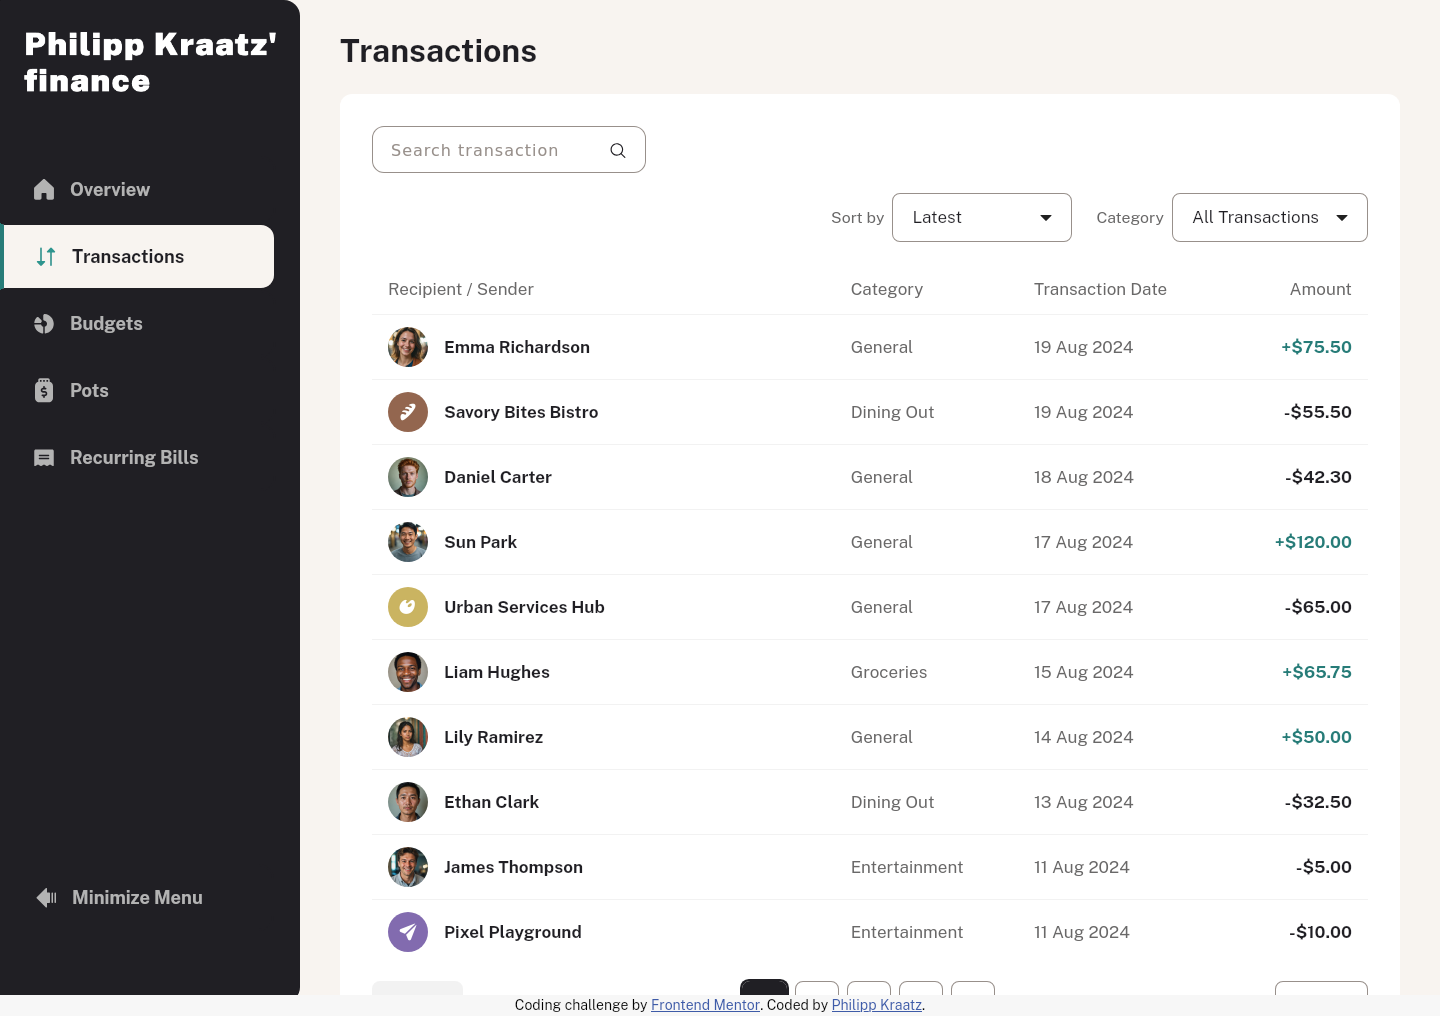 Philipp Kraatz'
finance
Overview
Transactions
Budgets
Pots
Recurring Bills
Minimize Menu
Transactions
Search transaction
Sort by Latest Category All Transactions
Recipient / Sender Category Transaction Date Amount
Emma Richardson General 19 Aug 2024 +$75.50
Savory Bites Bistro Dining Out 19 Aug 2024 -$55.50
Daniel Carter General 18 Aug 2024 -$42.30
Sun Park General 17 Aug 2024 +$120.00
Urban Services Hub General 17 Aug 2024 -$65.00
Liam Hughes Groceries 15 Aug 2024 +$65.75
Lily Ramirez General 14 Aug 2024 +$50.00
Ethan Clark Dining Out 13 Aug 2024 -$32.50
James Thompson Entertainment 11 Aug 2024 -$5.00
Pixel Playground Entertainment 11 Aug 2024 -$10.00
Coding challenge by Frontend Mentor. Coded by Philipp Kraatz.